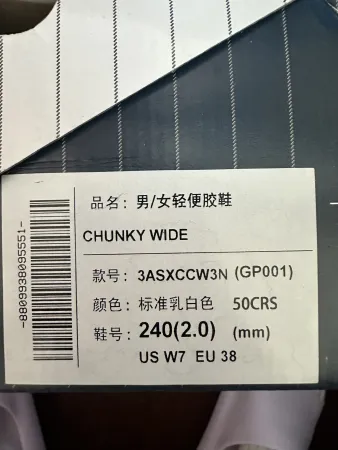 品名：男/女轻便胶鞋
CHUNKY WIDE
款号：3ASXCCW3N (GP001)
颜色：标准乳白色 50CRS
鞋号：240(2.0) (mm)
US W7 EU 38
-8809938095551-